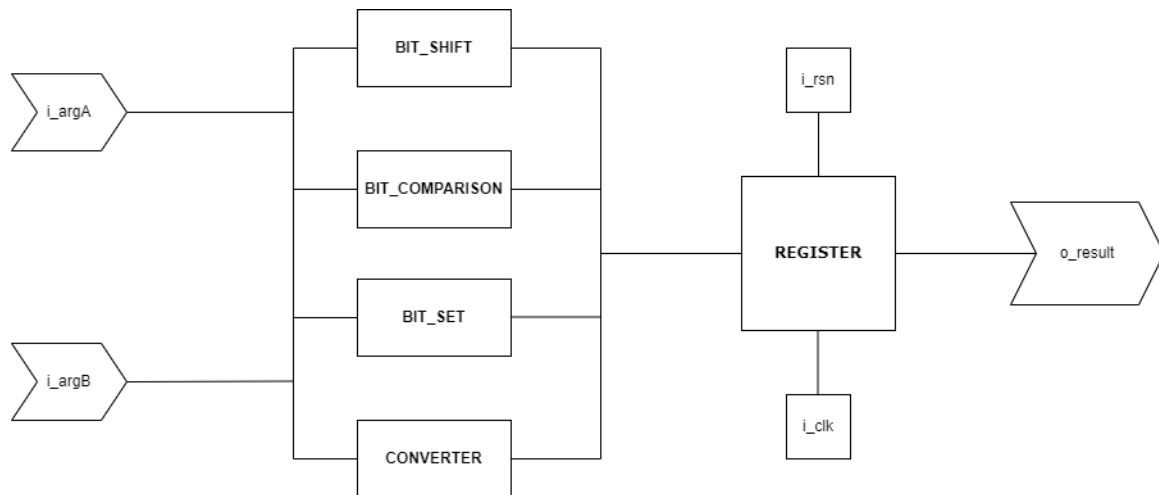 BIT_SHIFT
i_argA
i_rsn
BIT_COMPARISON
REGISTER
o_result
BIT_SET
i_argB
i_clk
CONVERTER